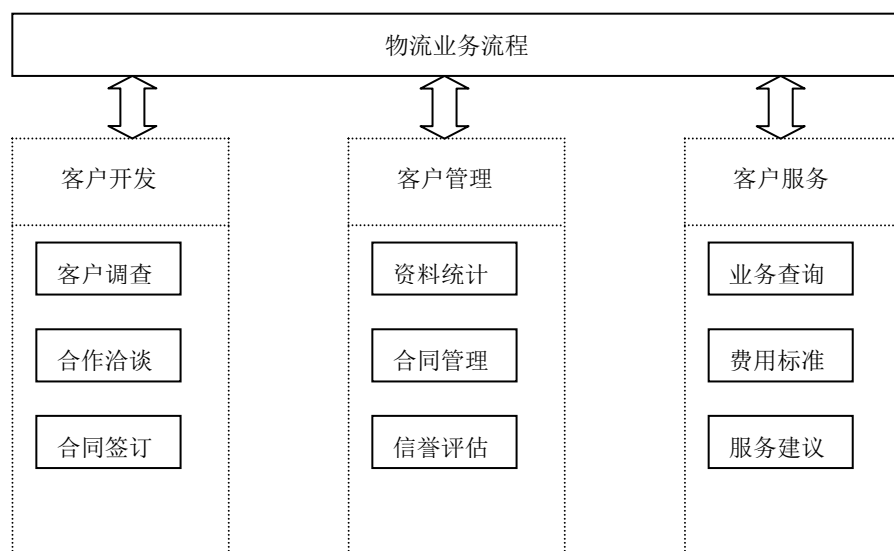 物流业务流程
客户开发
客户管理
客户服务
客户调查
资料统计
业务查询
合作洽谈
合同管理
费用标准
合同签订
信誉评估
服务建议